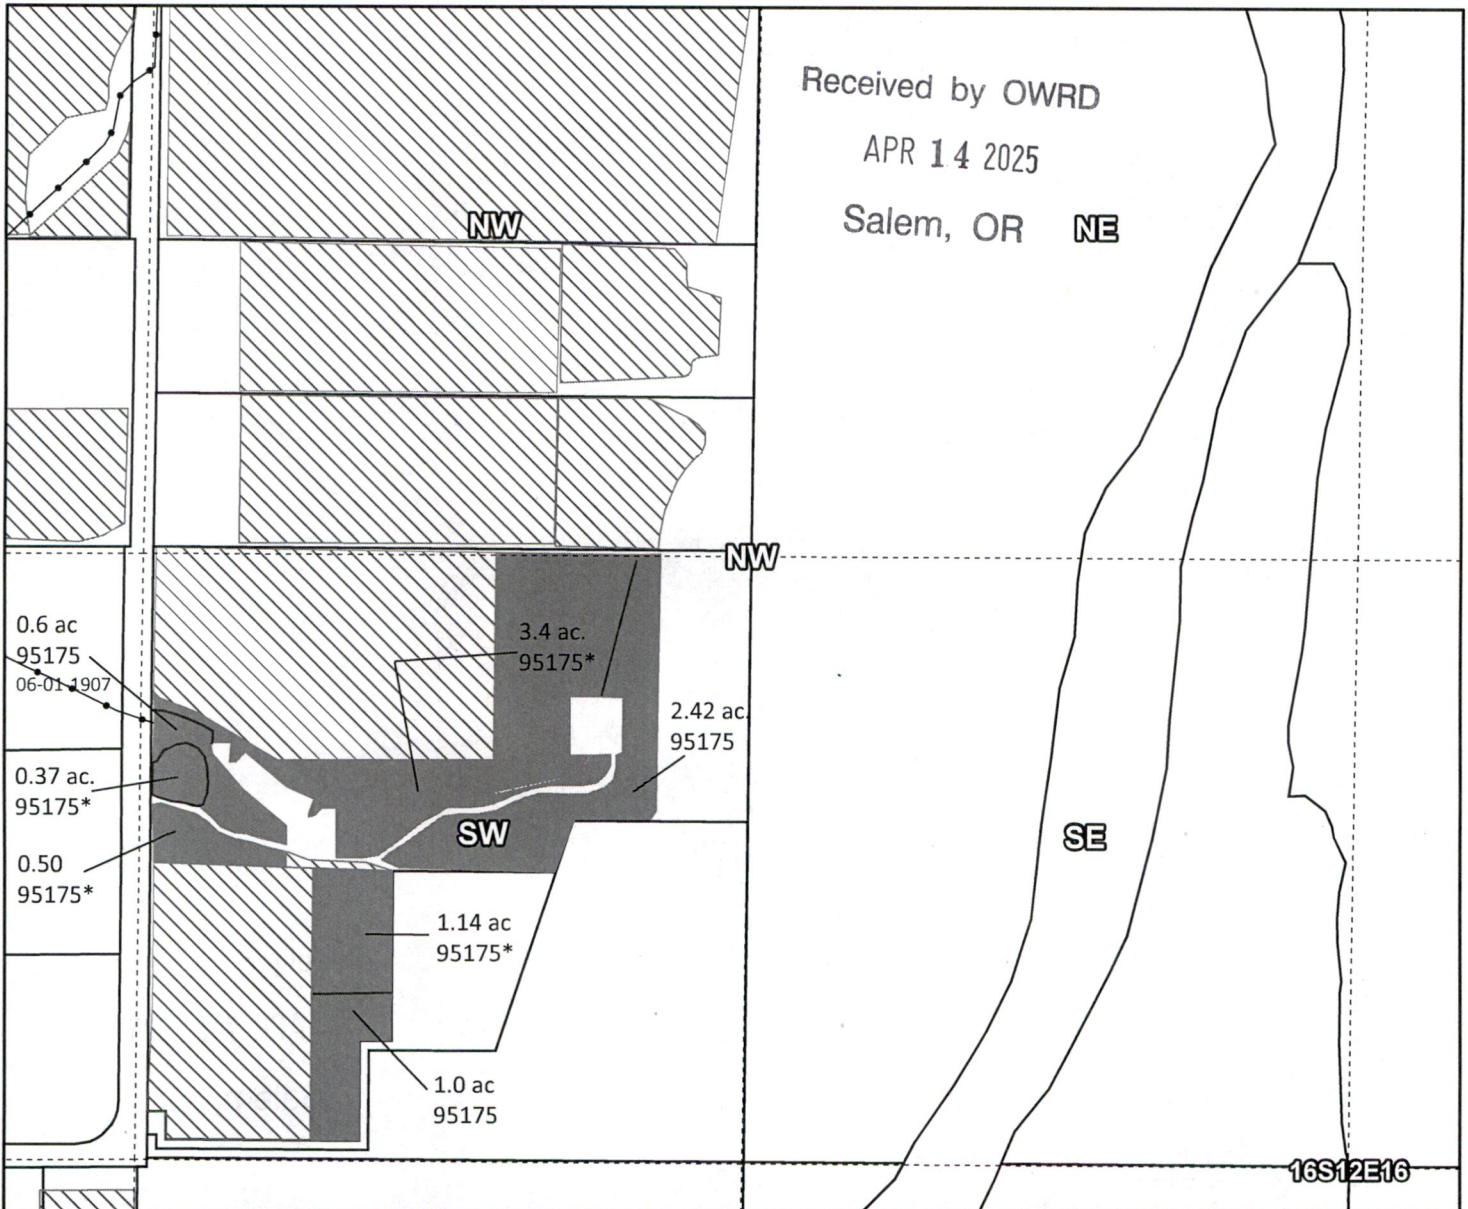 Received by OWRD
APR 14 2025
Salem, OR
NE
NW
NW
0.6 ac
95175
06-01-1907
3.4 ac.
95175*
2.42 ac.
95175
0.37 ac.
95175*
SW
SE
0.50
95175*
1.14 ac
95175*
1.0 ac
95175
16S12E16